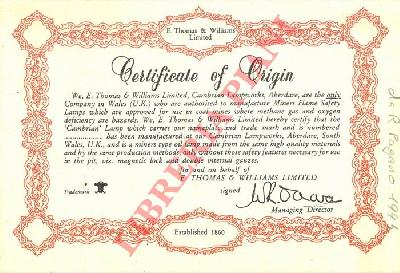 E. Thomas & Williams
Limited
Certificate of Origin
We, E. Thomas & Williams Limited, Cambrian Lampworks, Aberdare, are the only
Company in Wales (U.K.) who are authorised to manufacture Miners Flame Safety
Lamps which are approved for use in coal mines where methane gas and oxygen
deficiency are hazards. We, E. Thomas & Williams Limited hereby certify that the
'Cambrian' Lamp which carries our name and trade mark and is numbered
............ has been manufactured at our Cambrian Lampworks, Aberdare, South
Wales, U.K., and is a miners type oil lamp made from the same high quality materials
and by the same production methods, but without those safety features necessary for use
in the pit, viz. magnetic lock and double internal gauzes.
for and on behalf of
E THOMAS & WILLIAMS LIMITED
Trademark
signed
Managing Director
Established 1860
LIBRERIA PIEMONTESE